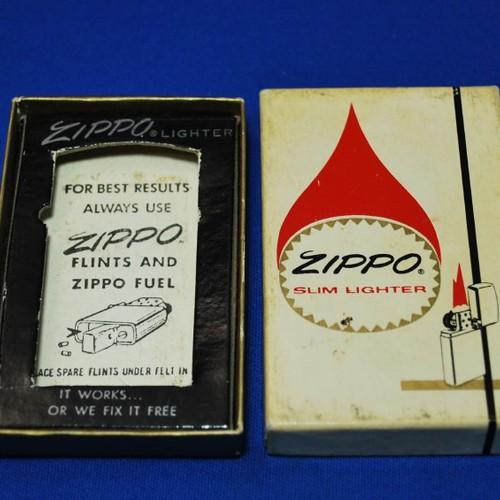 ZIPPO® LIGHTER
FOR BEST RESULTS
ALWAYS USE
ZIPPO
FLINTS AND
ZIPPO FUEL
ACE SPARE FLINTS UNDER FELT IN
IT WORKS...
OR WE FIX IT FREE
ZIPPO®
SLIM LIGHTER